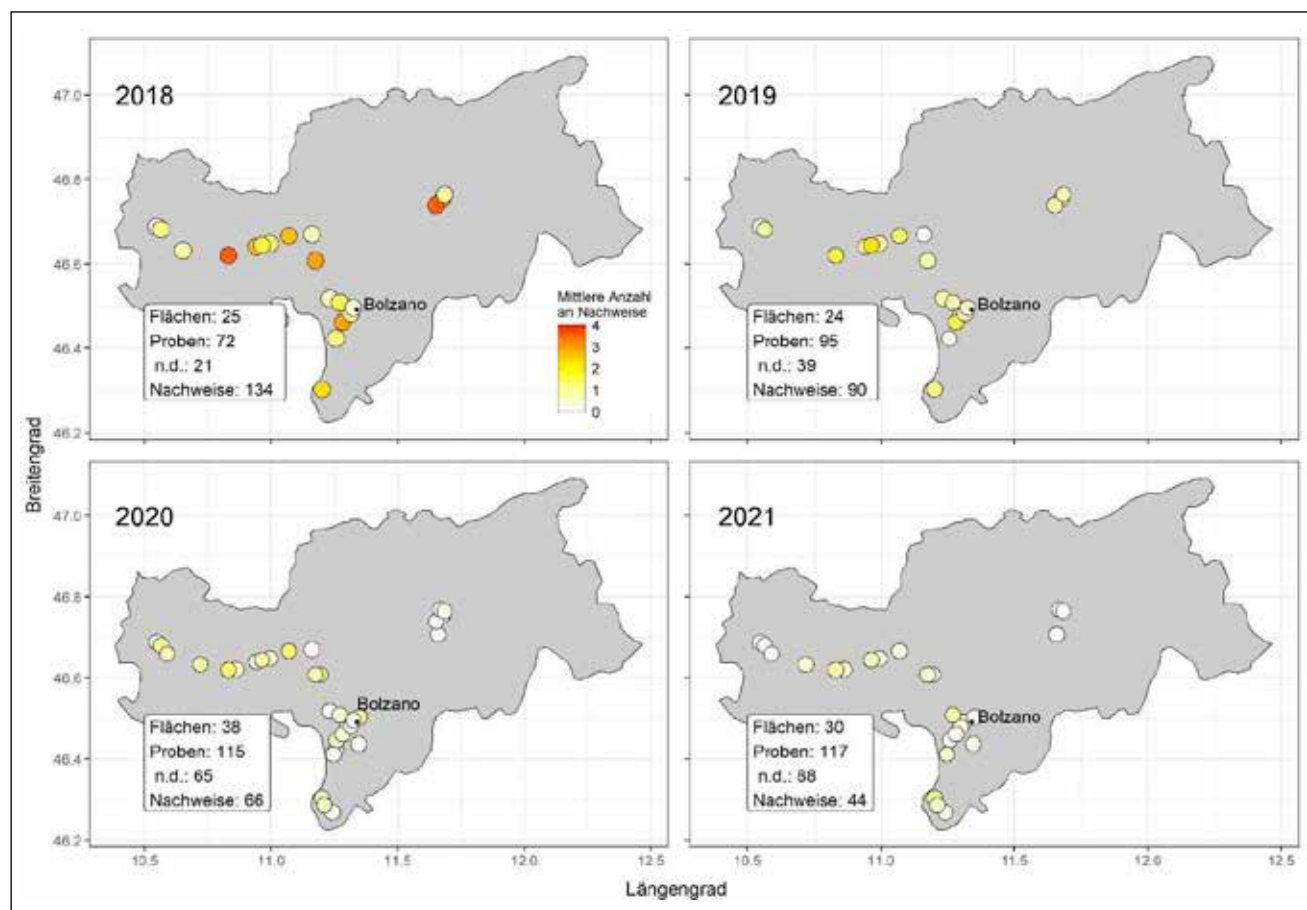 2018
2019
47.0
46.8
46.6
46.4
46.2
Bolzano
Flächen: 25
Proben: 72
n.d.: 21
Nachweise: 134
Mittlere Anzahl
an Nachweise
4
3
2
1
0
Bolzano
Flächen: 24
Proben: 95
n.d.: 39
Nachweise: 90
Breitengrad
2020
2021
47.0
46.8
46.6
46.4
46.2
Bolzano
Flächen: 38
Proben: 115
n.d.: 65
Nachweise: 66
Bolzano
Flächen: 30
Proben: 117
n.d.: 88
Nachweise: 44
10.5 11.0 11.5 12.0 12.5
10.5 11.0 11.5 12.0 12.5
Längengrad